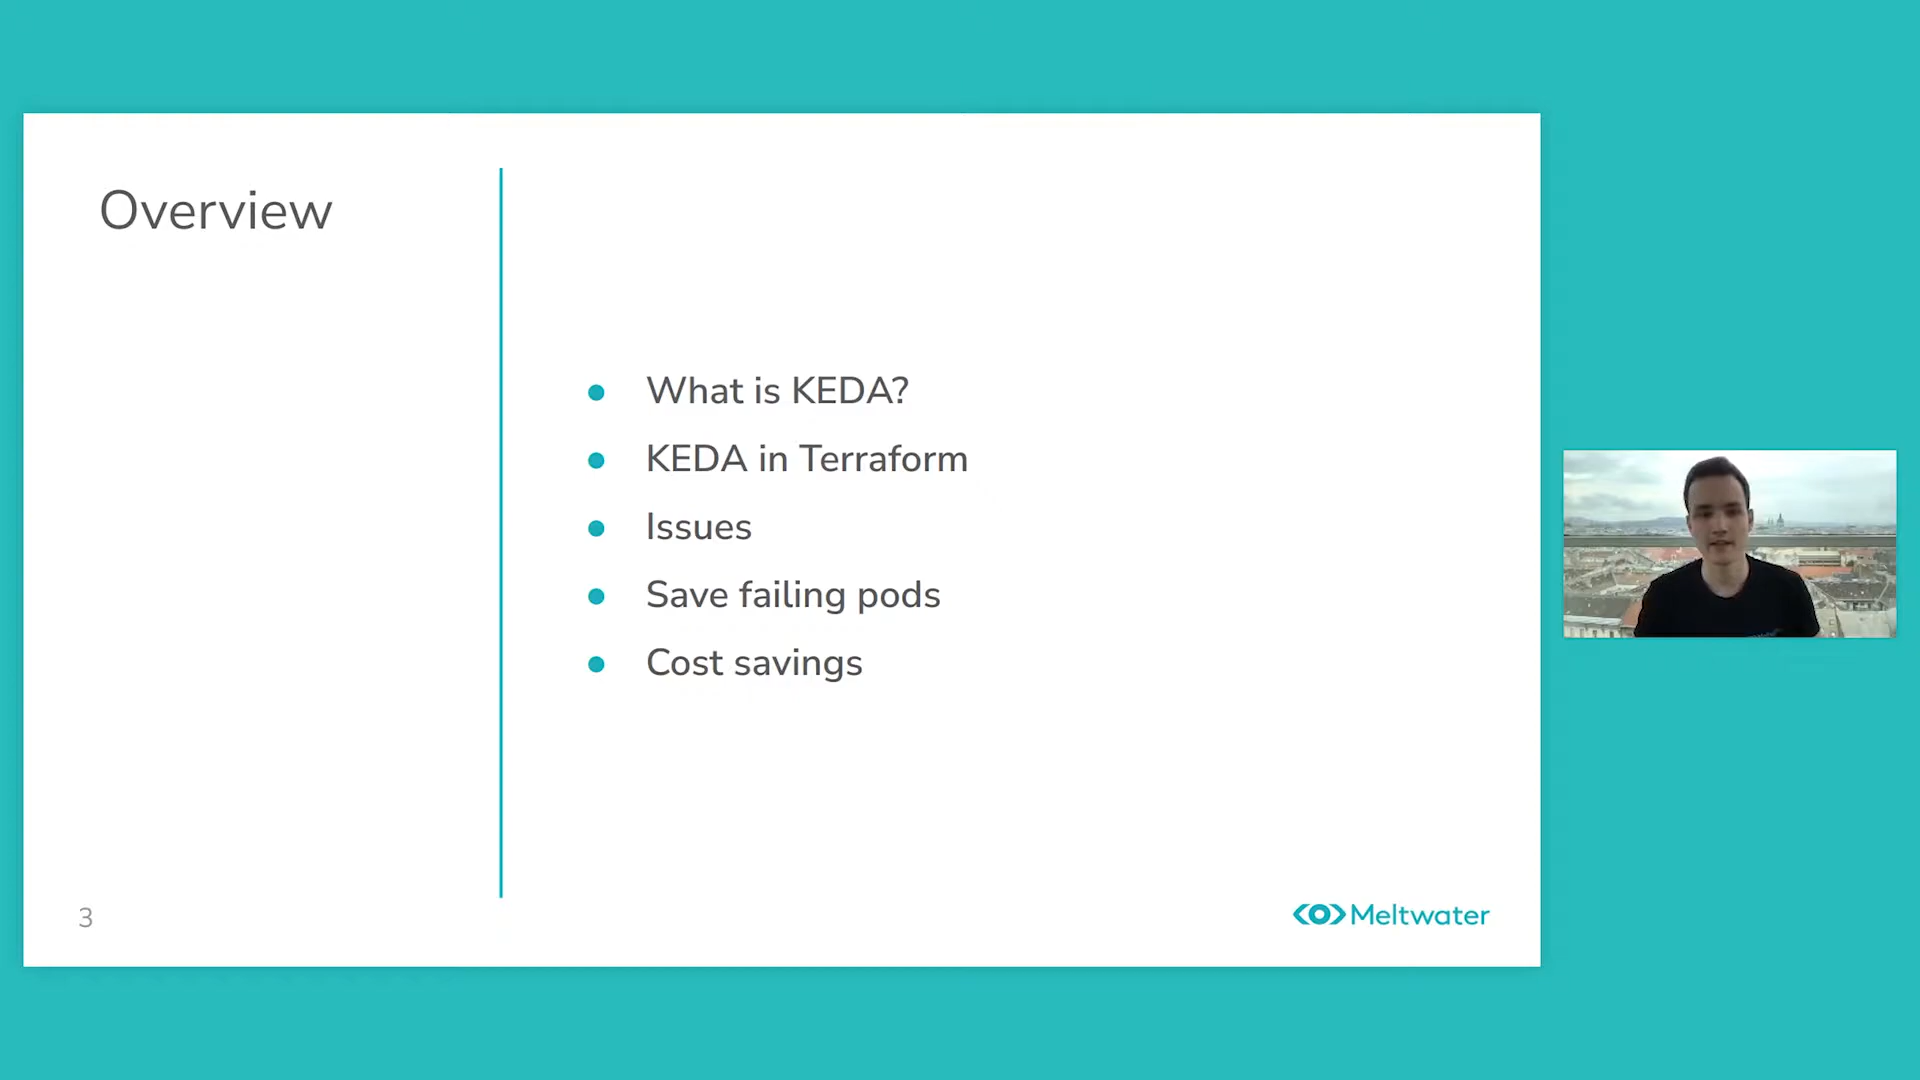 Overview
What is KEDA?
KEDA in Terraform
Issues
Save failing pods
Cost savings
3
Meltwater